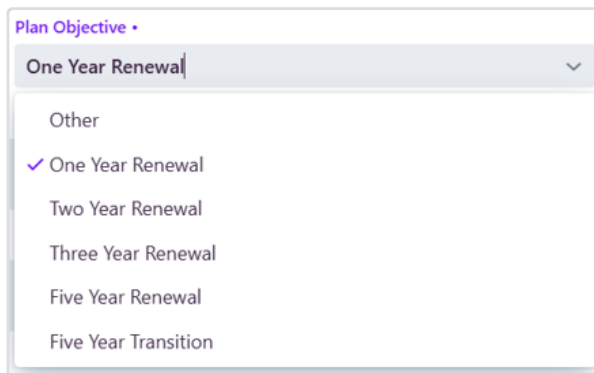 Plan Objective •
One Year Renewal
Other
One Year Renewal
Two Year Renewal
Three Year Renewal
Five Year Renewal
Five Year Transition